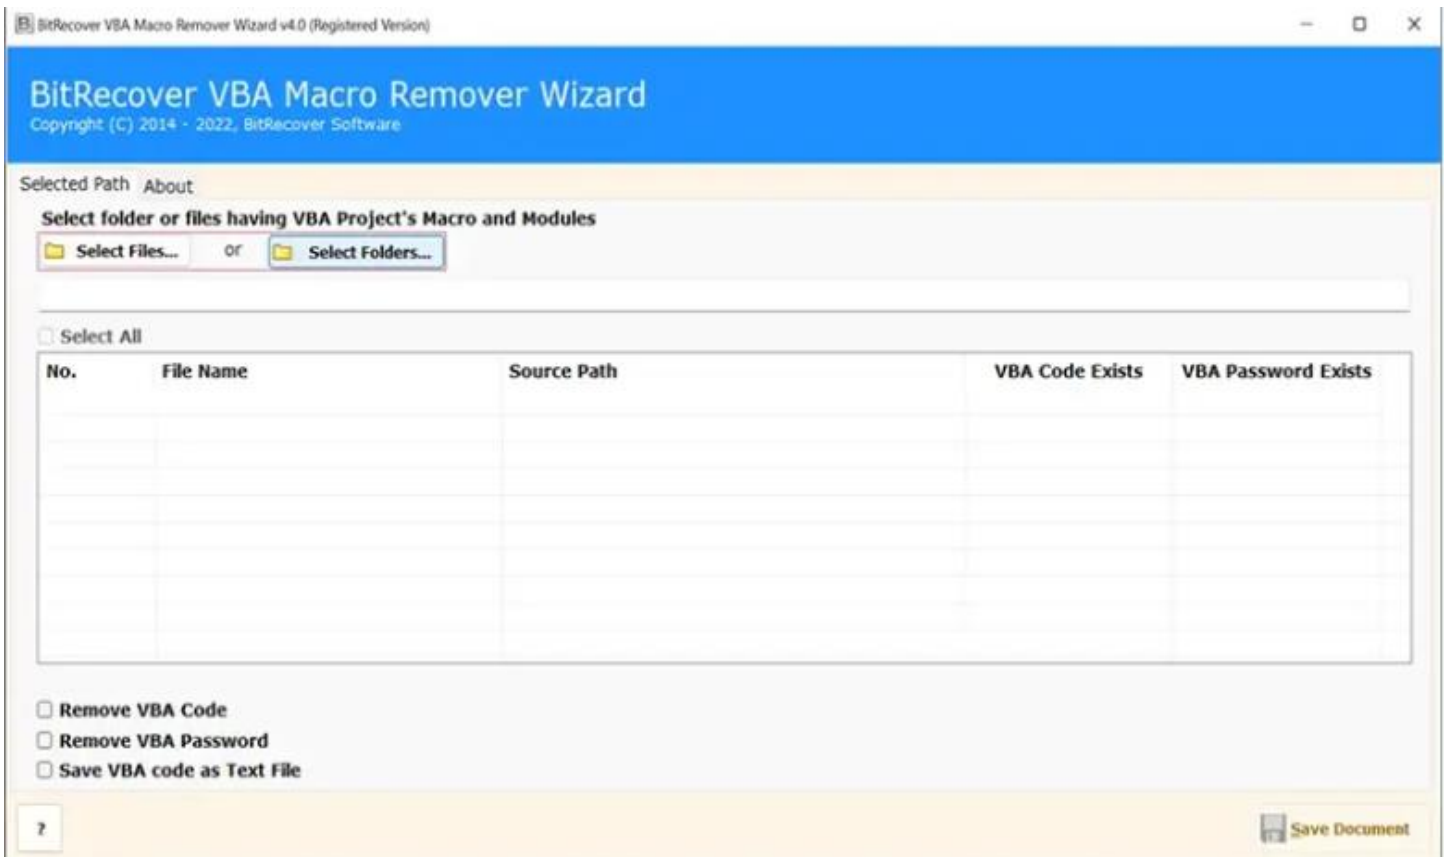 BitRecover VBA Macro Remover Wizard v4.0 (Registered Version)
BitRecover VBA Macro Remover Wizard
Copyright (C) 2014 - 2022, BitRecover Software
Selected Path About
Select folder or files having VBA Project's Macro and Modules
Select Files... or Select Folders...
Select All
No. File Name Source Path VBA Code Exists VBA Password Exists
Remove VBA Code
Remove VBA Password
Save VBA code as Text File
? Save Document